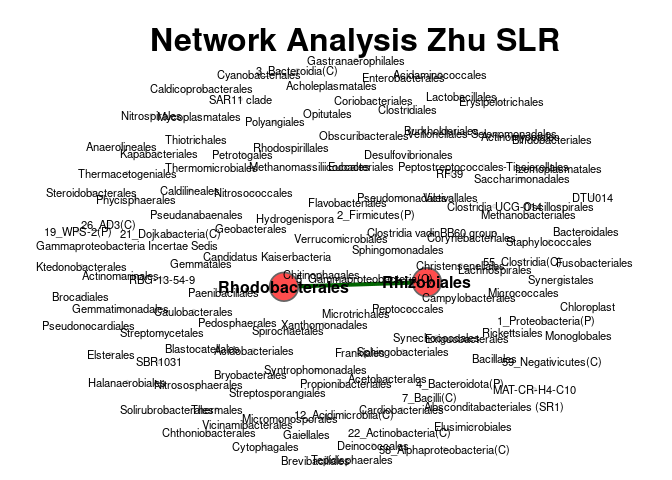 Network Analysis Zhu SLR
Gastranaerophilales
Cyanobacteriales
3_Bacteroidia(C)
Enterobacterales
Acidaminococcales
Caldicoprobacterales
Acholeplasmatales
Lactobacillales
SAR11 clade
Coriobacteriales
Erysipelotrichales
Nitrospirales
Mycoplasmatales
Opitutales
Clostridiales
Polyangiales
Obscuribacterales
Burkholderiales
Veillonellales-Selenomonadales
Actinomycetales
Bifidobacteriales
Thiotrichales
Anaerolineales
Rhodospirillales
Kapabacteriales
Petrotogales
Desulfovibrionales
Thermomicrobiales
Methanomassiliicoccales
Eubacteriales
Peptostreptococcales-Tissierellales
Izemoplasmatales
Thermacetogeniales
RF39
Saccharimonadales
Steroidobacterales
Caldilineales
Nitrosococcales
Phycisphaerales
Pseudomonadales
Valivallales
DTU014
Flavobacteriales
Clostridia UCG-014
Oscillospirales
Pseudanabaenales
Hydrogenispora
2_Firmicutes(P)
Methanobacteriales
26_AD3(C)
19_WPS-2(P)
21_Dojkabacteria(C)
Geobacterales
Clostridia vadinBB60 group
Bacteroidales
Verrucomicrobiales
Corynebacteriales
Staphylococcales
Gammaproteobacteria Incertae Sedis
Sphingomonadales
Candidatus Kaiserbacteria
Ktedonobacterales
Gemmatales
Christensenellales
55_Clostridia(C)
Fusobacteriales
Actinomarinales
RBG-13-54-9
Chitinophagales
Lachnospirales
Synergistales
Rhodobacterales
Rhizobiales
Brocadiales
Paenibacillales
Micrococcales
Campylobacterales
Gemmatimonadales
Caulobacterales
Microtrichales
Peptococcales
Chloroplast
Pseudonocardiales
Pedosphaerales
Xanthomonadales
1_Proteobacteria(P)
Streptomycetales
Spirochaetales
Rickettsiales
Monoglobales
Elsterales
Blastocatellales
Acidobacteriales
Frankiales
Sphingobacteriales
Bacillales
59_Negativicutes(C)
SBR1031
Syntrophomonadales
Halanaerobiales
Nitrososphaerales
Bryobacterales
Propionibacteriales
Acetobacterales
4_Bacteroidota(P)
MAT-CR-H4-C10
Streptosporangiales
7_Bacilli(C)
Solirubrobacterales
Cardiobacteriales
Absconditabacteriales (SR1)
Micromonosporales
12_Acidimicrobiia(C)
Vicinamibacterales
Elusimicrobiales
Chthoniobacterales
Gaiellales
22_Actinobacteria(C)
Cytophagales
Deinococcales
58_Alphaproteobacteria(C)
Brevibacillales
Tepidisphaerales